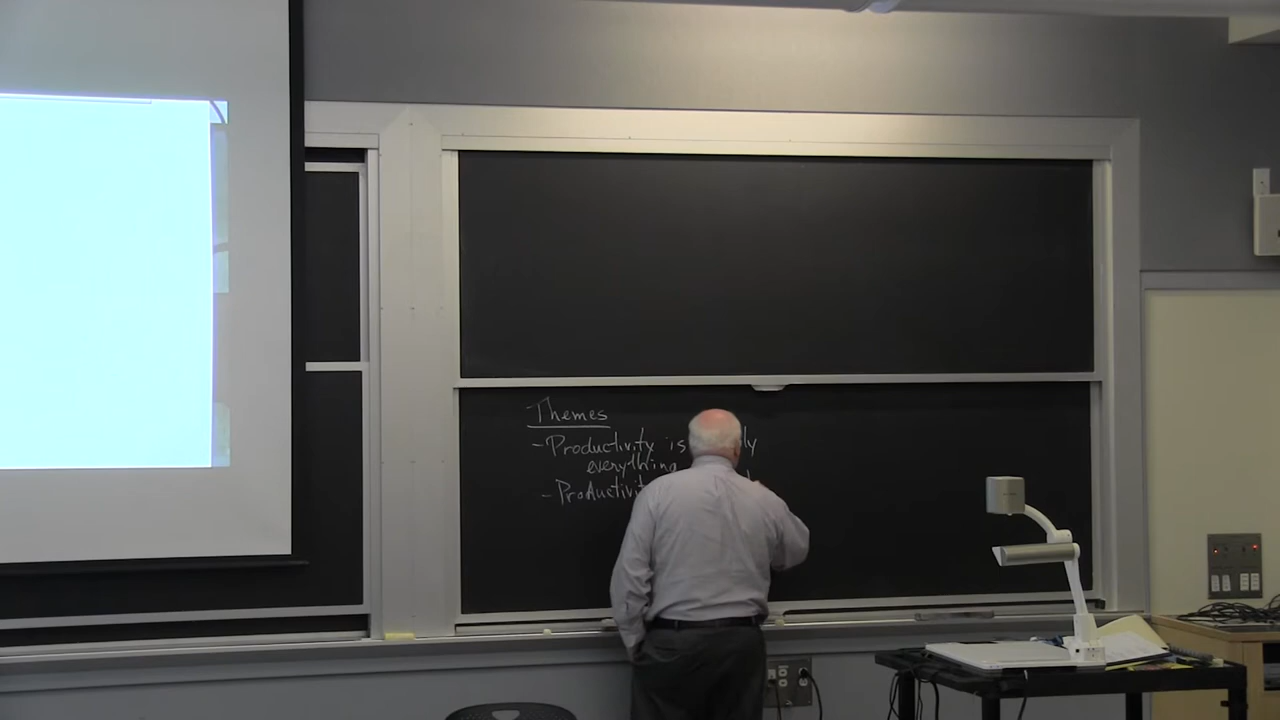 Themes
- Productivity is
everything
- Productivit